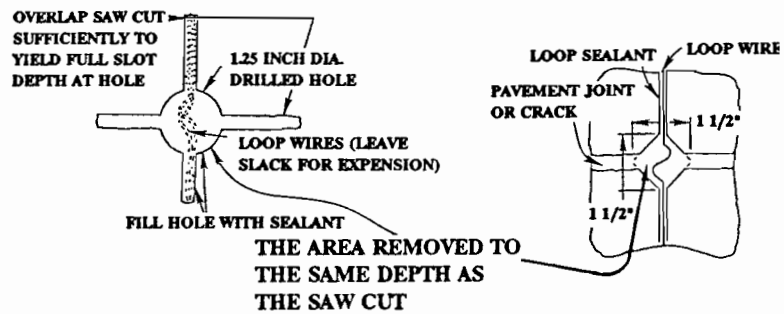 OVERLAP SAW CUT
SUFFICIENTLY TO
YIELD FULL SLOT
DEPTH AT HOLE
1.25 INCH DIA.
DRILLED HOLE
LOOP WIRES (LEAVE
SLACK FOR EXPENSION)
FILL HOLE WITH SEALANT
THE AREA REMOVED TO
THE SAME DEPTH AS
THE SAW CUT
LOOP SEALANT
LOOP WIRE
PAVEMENT JOINT
OR CRACK
1 1/2"
1 1/2"